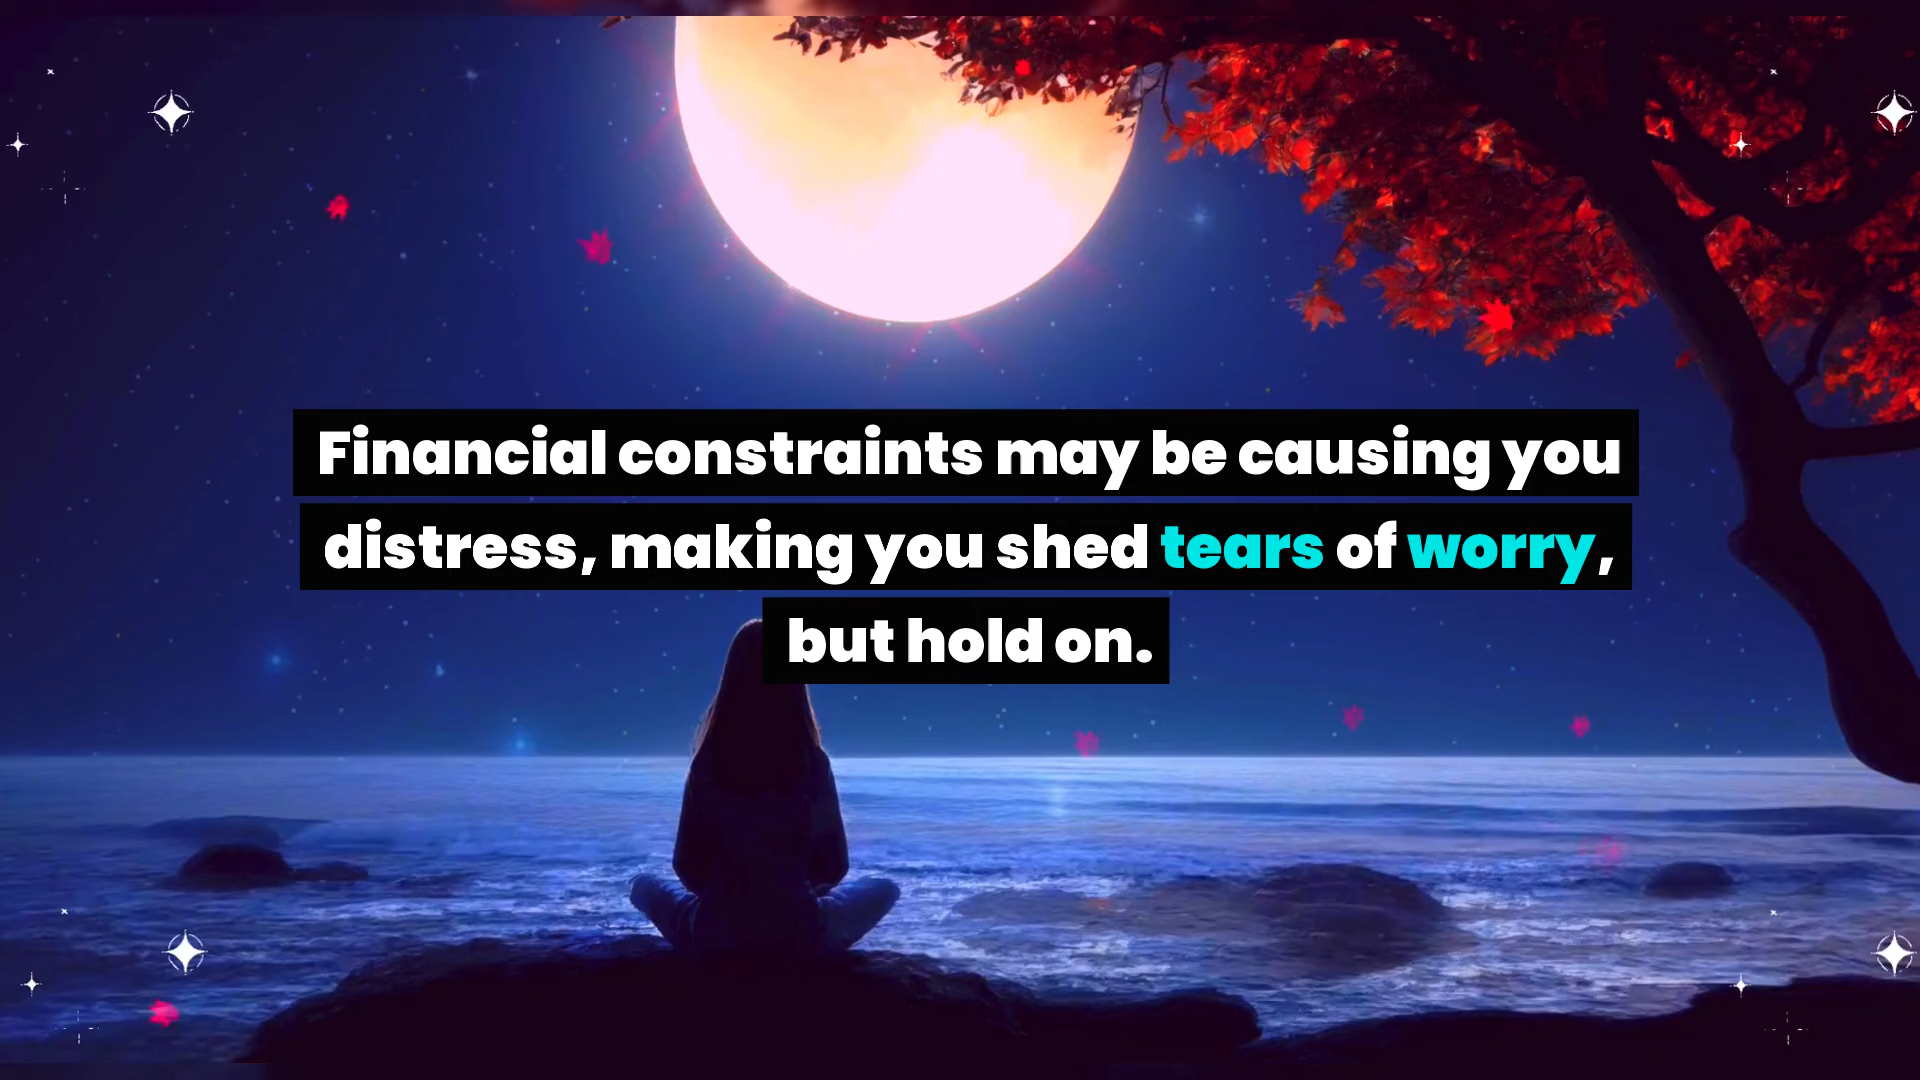 Financial constraints may be causing you
distress, making you shed tears of worry,
but hold on.